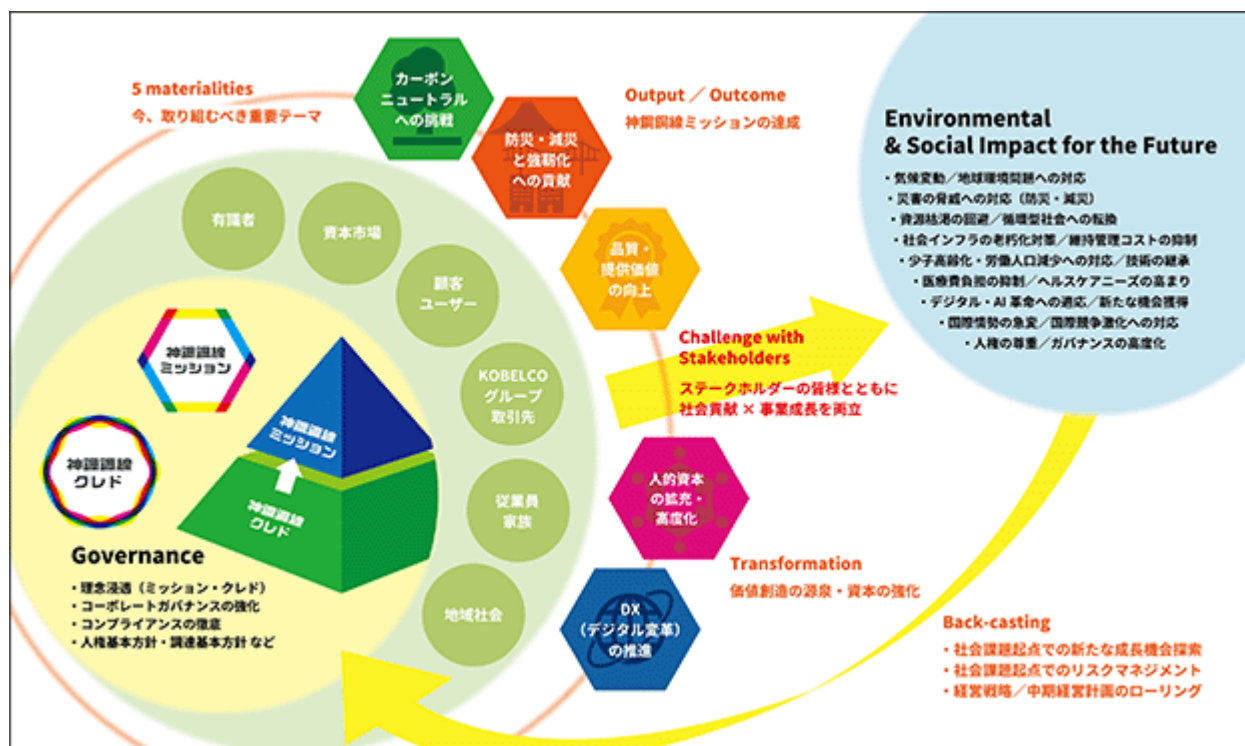 5 materialities
今、取り組むべき重要テーマ
カーボン
ニュートラル
への挑戦
防災・減災
と強靭化
への貢献
品質・
提供価値
の向上
Output ／ Outcome
神鋼鋼線ミッションの達成
Environmental
& Social Impact for the Future
・気候変動／地球環境問題への対応
・災害の脅威への対応（防災・減災）
・資源枯渇の回避／循環型社会への転換
・社会インフラの老朽化対策／維持管理コストの抑制
・少子高齢化・労働人口減少への対応／技術の継承
・医療費負担の抑制／ヘルスケアニーズの高まり
・デジタル・AI 革命への適応／新たな機会獲得
・国際情勢の急変／国際競争激化への対応
・人権の尊重／ガバナンスの高度化
有識者
資本市場
顧客
ユーザー
KOBELCO
グループ
取引先
従業員
家族
地域社会
神鋼鋼線
ミッション
神鋼鋼線
クレド
神鋼鋼線
ミッション
神鋼鋼線
クレド
Challenge with
Stakeholders
ステークホルダーの皆様とともに
社会貢献 × 事業成長を両立
人的資本
の拡充・
高度化
Governance
・理念浸透（ミッション・クレド）
・コーポレートガバナンスの強化
・コンプライアンスの徹底
・人権基本方針・調達基本方針 など
Transformation
価値創造の源泉・資本の強化
DX
（デジタル変革）
の推進
Back-casting
・社会課題起点での新たな成長機会探索
・社会課題起点でのリスクマネジメント
・経営戦略／中期経営計画のローリング